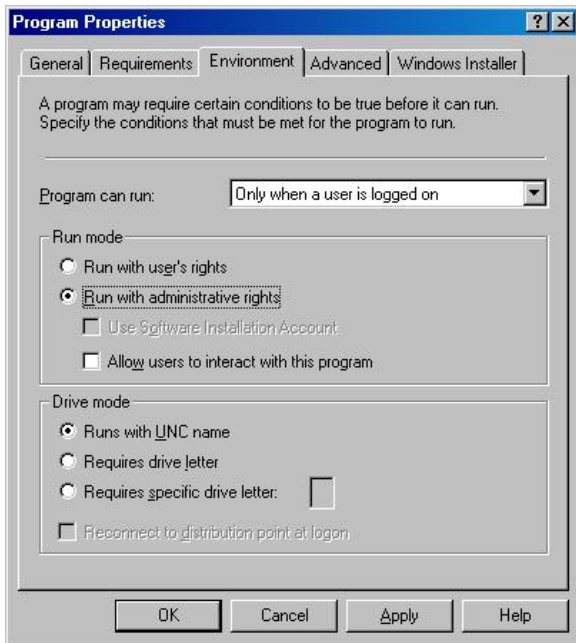 Program Properties
General Requirements Environment Advanced Windows Installer
A program may require certain conditions to be true before it can run.
Specify the conditions that must be met for the program to run.
Program can run: Only when a user is logged on
Run mode
Run with user's rights
Run with administrative rights
Use Software Installation Account
Allow users to interact with this program
Drive mode
Runs with UNC name
Requires drive letter
Requires specific drive letter:
Reconnect to distribution point at logon
OK Cancel Apply Help